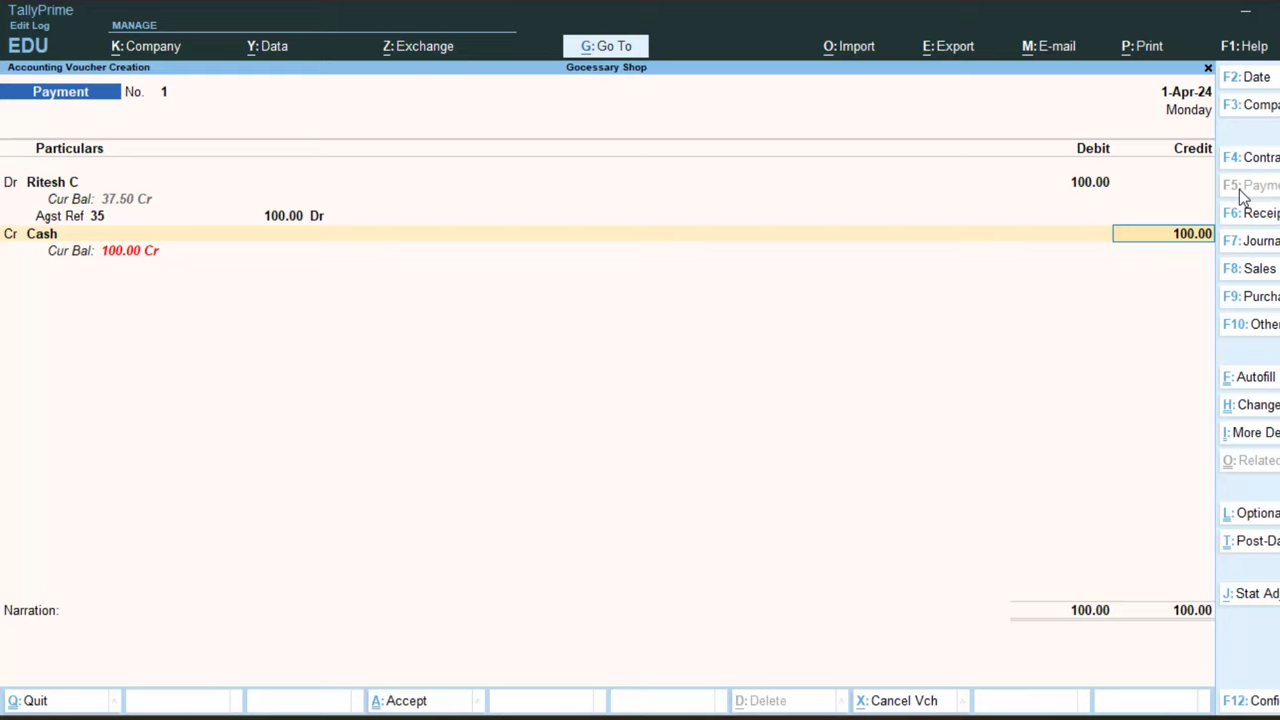 TallyPrime
Edit Log
EDU
MANAGE
K: Company Y: Data Z: Exchange G: Go To O: Import E: Export M: E-mail P: Print F1: Help
Accounting Voucher Creation Gocessary Shop
Payment No. 1 1-Apr-24
Monday
Particulars Debit Credit
Dr Ritesh C 100.00
Cur Bal: 37.50 Cr
Agst Ref 35 100.00 Dr
Cr Cash 100.00
Cur Bal: 100.00 Cr
Narration: 100.00 100.00
Q: Quit A: Accept D: Delete X: Cancel Vch
F2: Date
F3: Compa
F4: Contra
F5: Payme
F6: Receip
F7: Journa
F8: Sales
F9: Purcha
F10: Other
F: Autofill
H: Change
I: More De
O: Related
L: Optiona
T: Post-Da
J: Stat Adj
F12: Confi